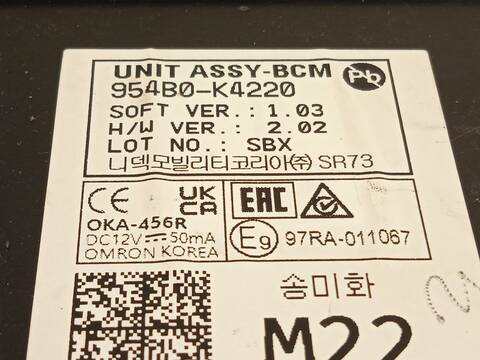 UNIT ASSY-BCM
Pb
954B0-K4220
SOFT VER.: 1.03
H/W VER.: 2.02
LOT NO.: SBX
니덱모빌리티코리아㈜ SR73
CE UKCA EAC
OKA-456R
DC12V⎓50mA
OMRON KOREA
E9 97RA-011067
송미화
M22